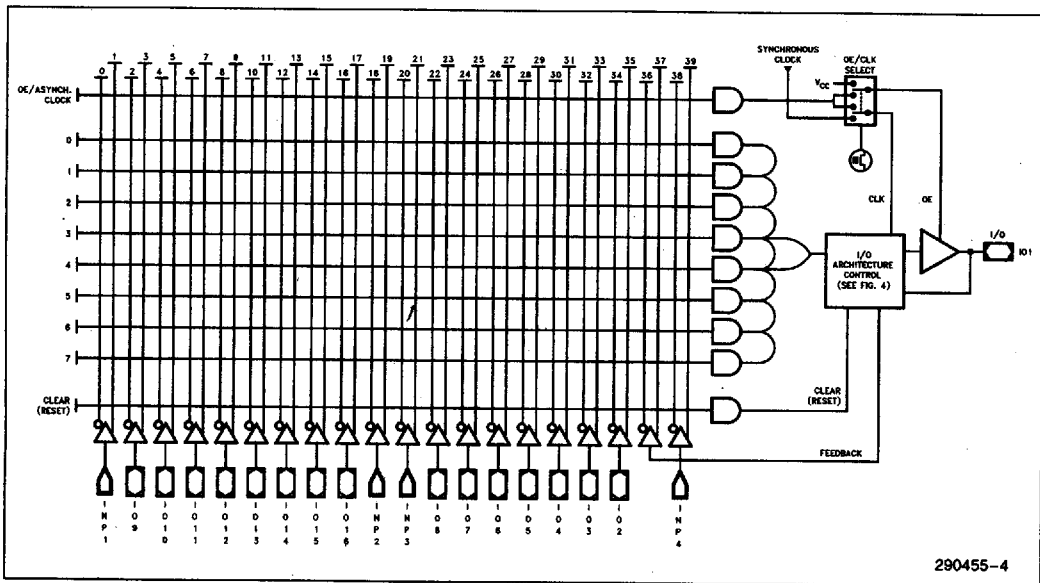 1 3 5 7 9 11 13 15 17 19 21 23 25 27 29 31 33 35 37 39
0 2 4 6 8 10 12 14 16 18 20 22 24 26 28 30 32 34 36 38
SYNCHRONOUS
CLOCK
OE/CLK
SELECT
VCC
OE/ASYNCH.
CLOCK
0
1
2
3
4
5
6
7
CLK
OE
I/O
ARCHITECTURE
CONTROL
(SEE FIG. 4)
I/O
IO1
CLEAR
(RESET)
CLEAR
(RESET)
FEEDBACK
INP1
IO9
IO10
IO11
IO12
IO13
IO14
IO15
IO16
INP2
INP3
IO8
IO7
IO6
IO5
IO4
IO3
IO2
INP4
290455-4